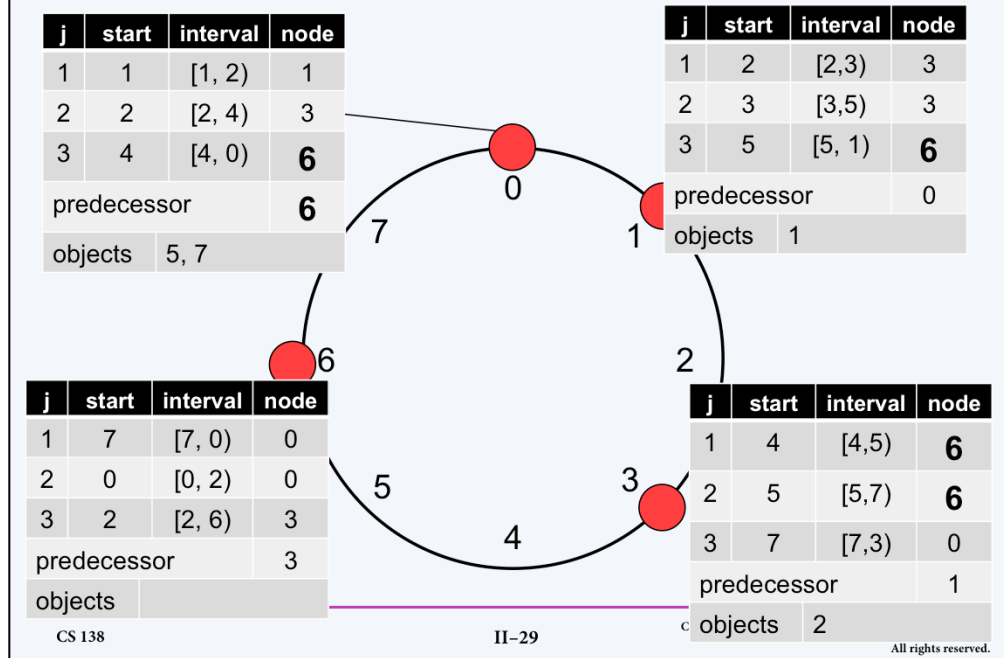 j start interval node
1 1 [1, 2) 1
2 2 [2, 4) 3
3 4 [4, 0) 6
predecessor 6
objects 5, 7
j start interval node
1 2 [2,3) 3
2 3 [3,5) 3
3 5 [5, 1) 6
predecessor 0
objects 1
0
7
1
6
2
5
3
4
j start interval node
1 7 [7, 0) 0
2 0 [0, 2) 0
3 2 [2, 6) 3
predecessor 3
objects
j start interval node
1 4 [4,5) 6
2 5 [5,7) 6
3 7 [7,3) 0
predecessor 1
objects 2
CS 138
II–29
C
All rights reserved.